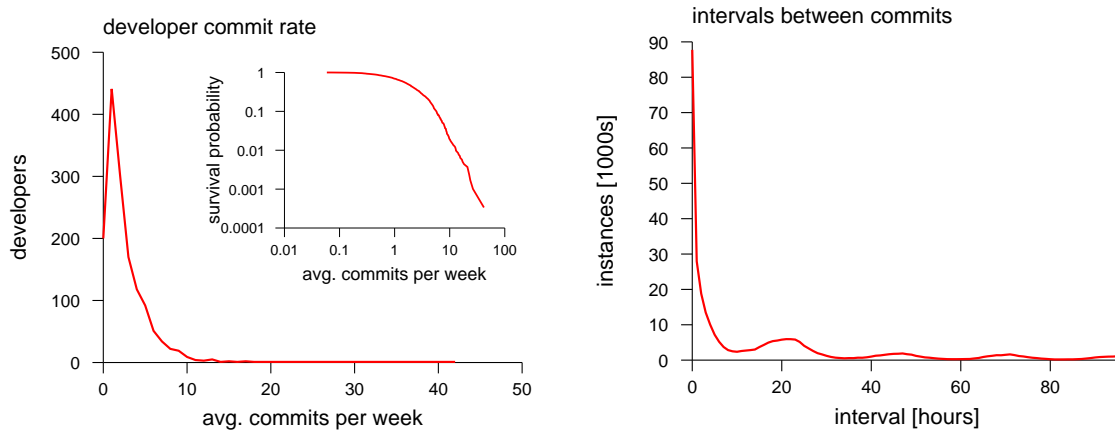 developer commit rate
500
400
300
200
100
0
developers
0 10 20 30 40 50
avg. commits per week
1
0.1
0.01
0.001
0.0001
survival probability
0.01 0.1 1 10 100
avg. commits per week
intervals between commits
90
80
70
60
50
40
30
20
10
0
instances [1000s]
0 20 40 60 80
interval [hours]